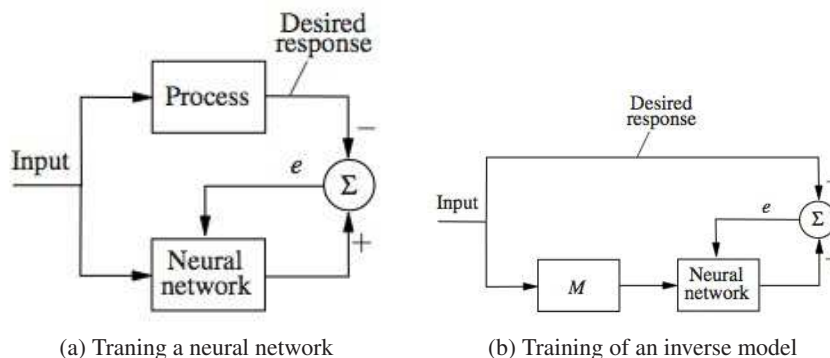 Desired
response
Process
−
Input
e
Σ
+
Neural
network
(a) Traning a neural network
Desired
response
Input
e
Σ
M
Neural
network
(b) Training of an inverse model